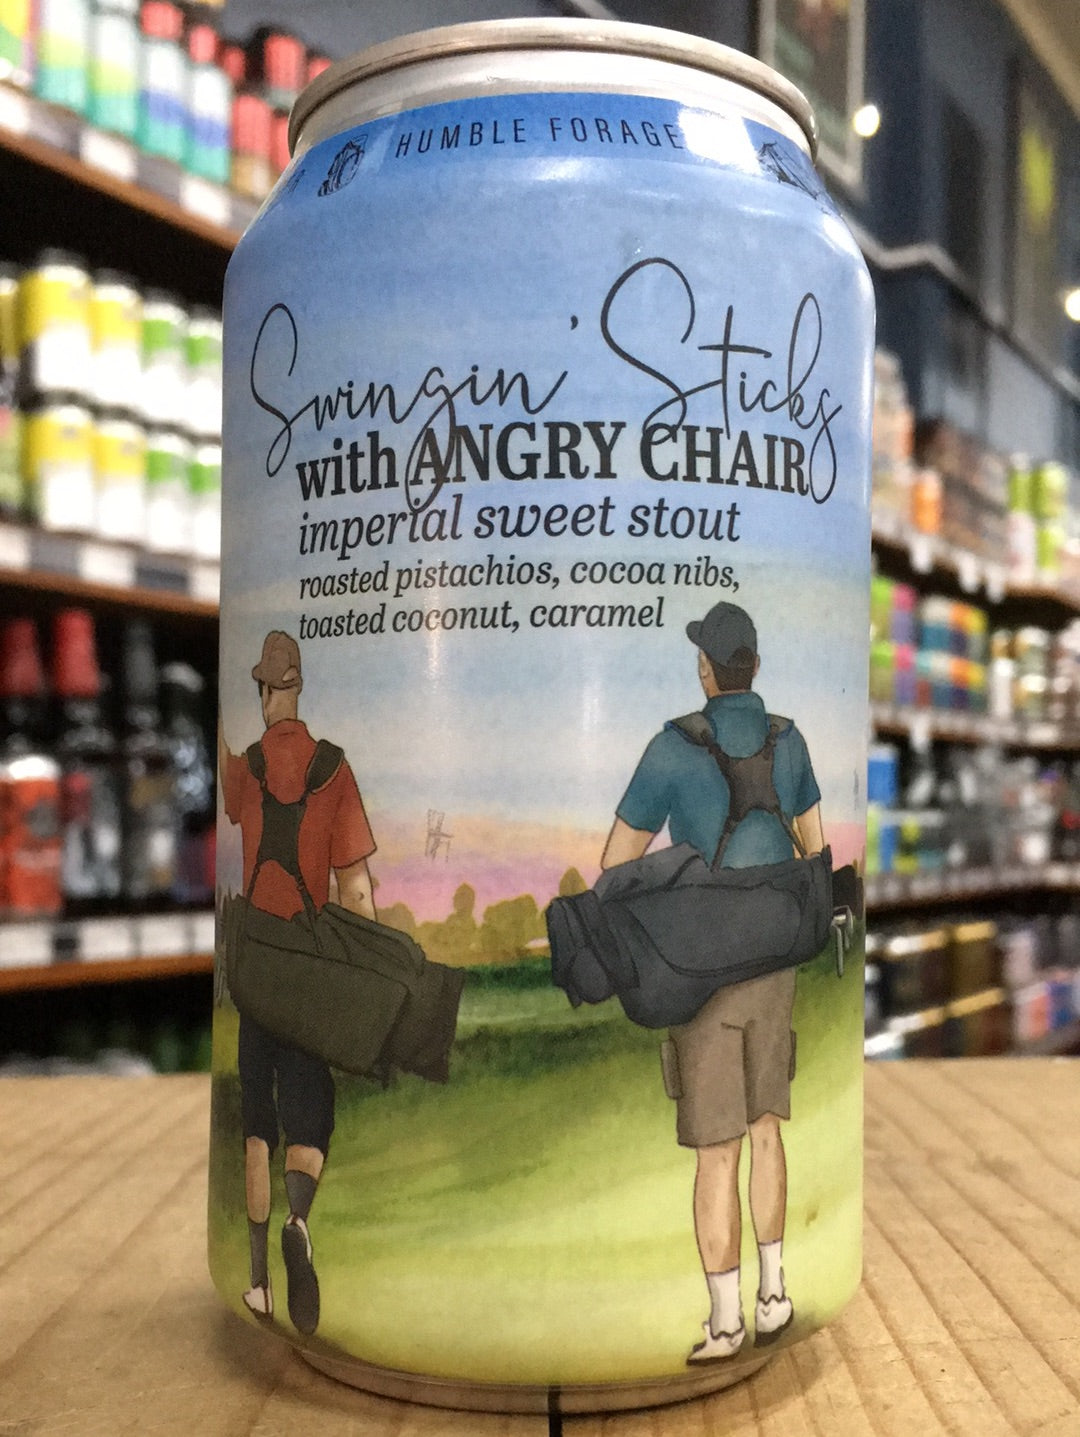 HUMBLE FORAGE
Swingin' Sticks
with ANGRY CHAIR
imperial sweet stout
roasted pistachios, cocoa nibs,
toasted coconut, caramel